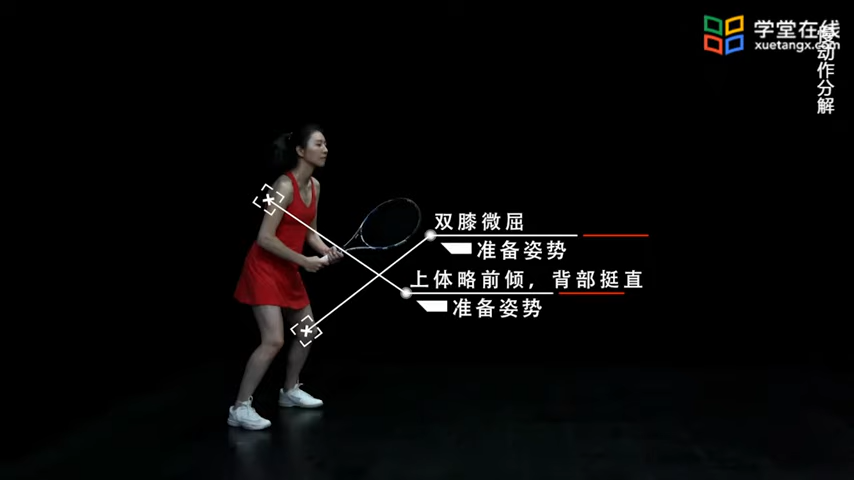 学堂在线
xuetangx.com
慢动作分解
双膝微屈
准备姿势
上体略前倾，背部挺直
准备姿势